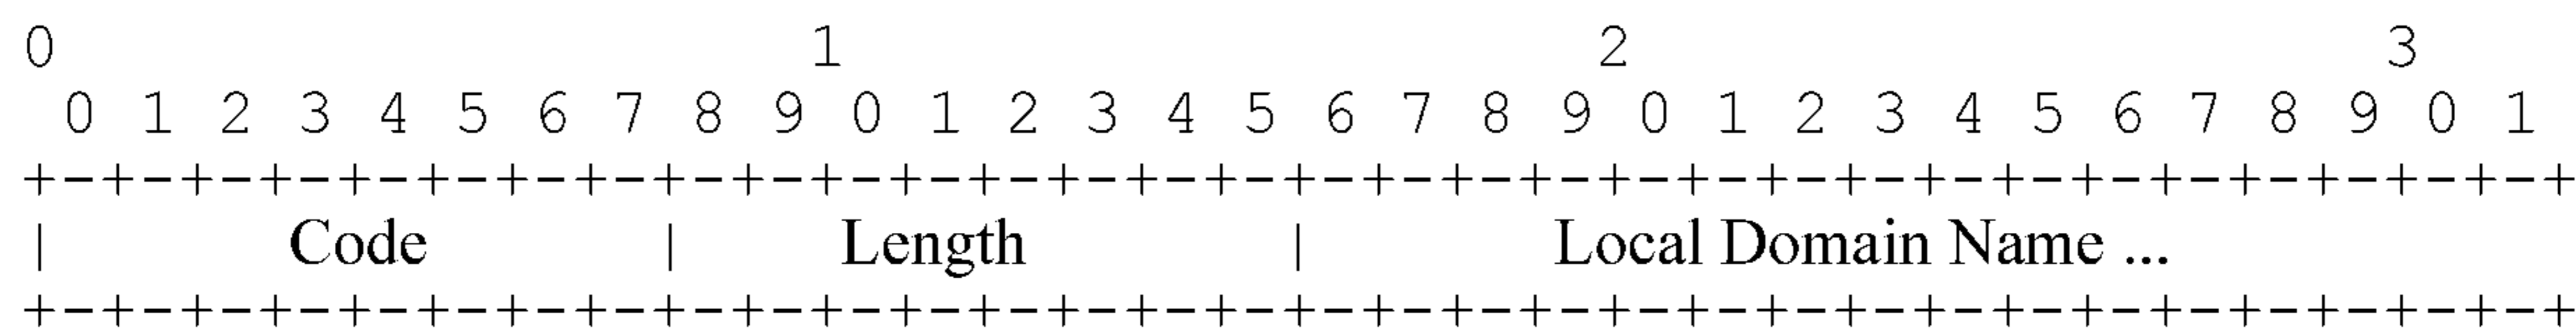 0 1 2 3
0 1 2 3 4 5 6 7 8 9 0 1 2 3 4 5 6 7 8 9 0 1 2 3 4 5 6 7 8 9 0 1
+-+-+-+-+-+-+-+-+-+-+-+-+-+-+-+-+-+-+-+-+-+-+-+-+-+-+-+-+-+-+-+-+
| Code | Length | Local Domain Name ...
+-+-+-+-+-+-+-+-+-+-+-+-+-+-+-+-+-+-+-+-+-+-+-+-+-+-+-+-+-+-+-+-+